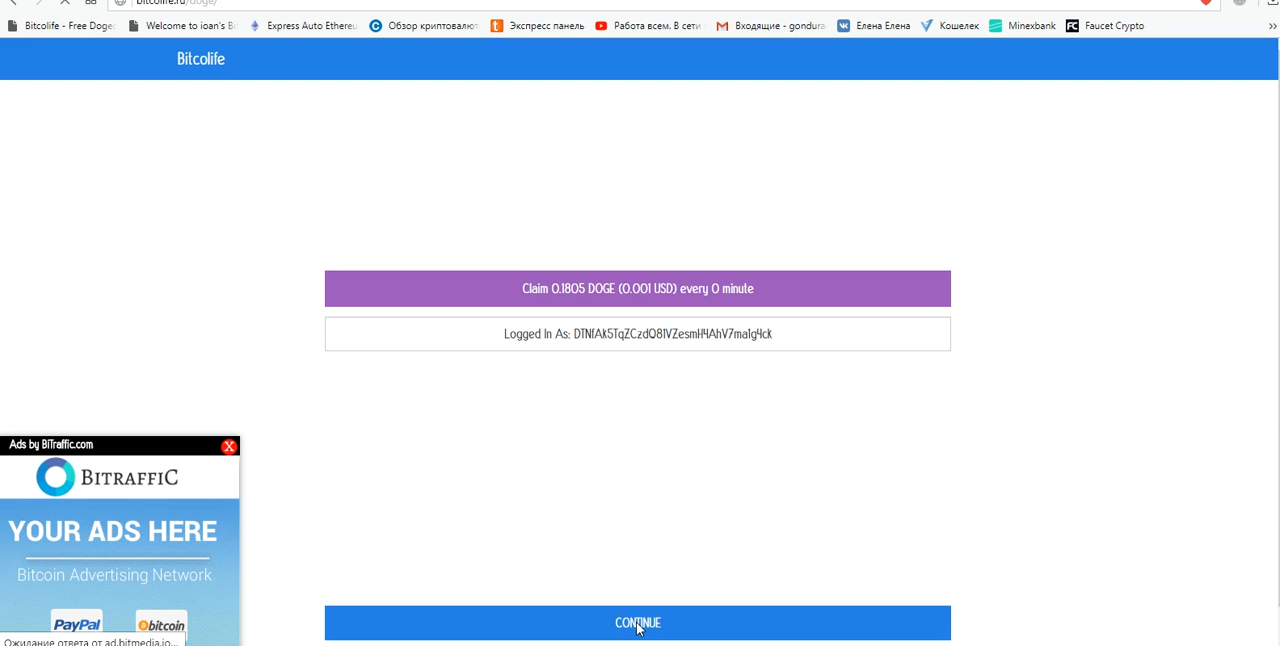 bitcolife.ru/doge/
Bitcolife - Free Dogec Welcome to ioan's Bi Express Auto Ethereu Обзор криптовалют Экспресс панель Работа всем. В сети Входящие - gondura Елена Елена Кошелек Minexbank FC Faucet Crypto »
Bitcolife
Claim 0.1805 DOGE (0.001 USD) every 0 minute
Logged In As:
Ads by BiTraffic.com X
BITRAFFIC
YOUR ADS HERE
Bitcoin Advertising Network
PayPal bitcoin
CONTINUE
Ожидание ответа от ad.bitmedia.io...